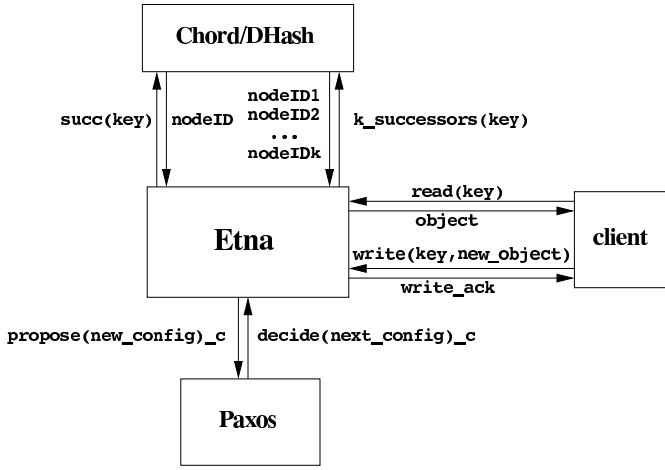 Chord/DHash
succ(key)
nodeID
nodeID1
nodeID2
...
nodeIDk
k_successors(key)
Etna
read(key)
object
write(key,new_object)
write_ack
client
propose(new_config)_c
decide(next_config)_c
Paxos